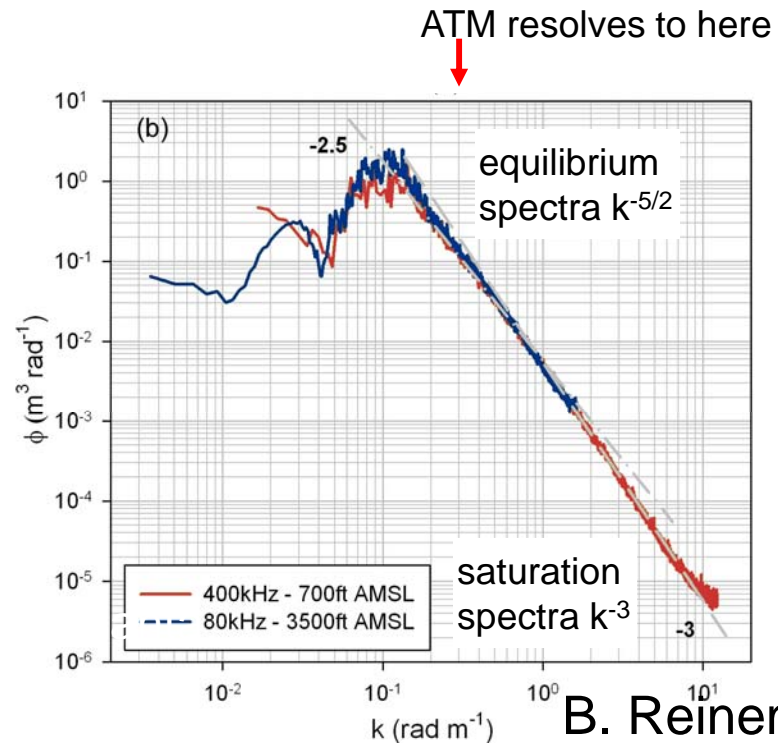 ATM resolves to here
10¹
(b)
-2.5
equilibrium
spectra k⁻⁵/²
10⁰
10⁻¹
10⁻²
ϕ (m³ rad⁻¹)
10⁻³
10⁻⁴
10⁻⁵
10⁻⁶
400kHz - 700ft AMSL
80kHz - 3500ft AMSL
saturation
spectra k⁻³
-3
10⁻² 10⁻¹ 10⁰ 10¹
k (rad m⁻¹)
B. Reiner